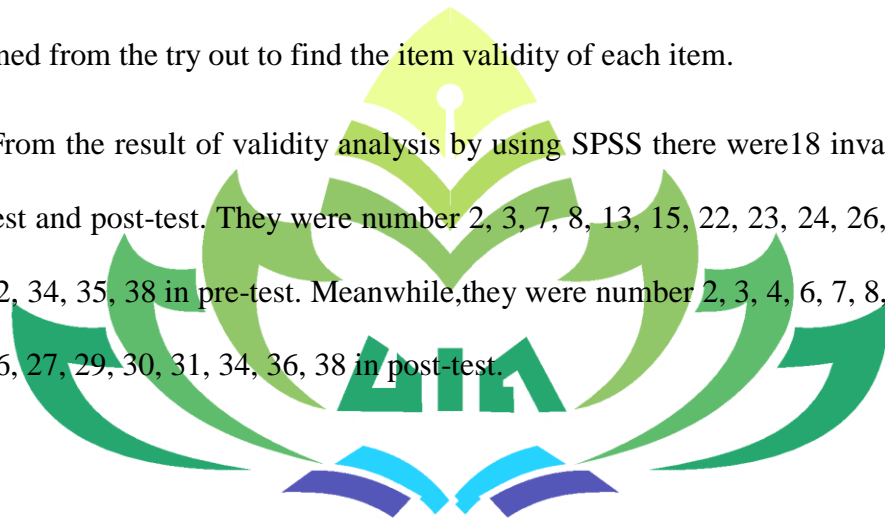 ned from the try out to find the item validity of each item.
From the result of validity analysis by using SPSS there were18 inva
est and post-test. They were number 2, 3, 7, 8, 13, 15, 22, 23, 24, 26,
2, 34, 35, 38 in pre-test. Meanwhile,they were number 2, 3, 4, 6, 7, 8,
6, 27, 29, 30, 31, 34, 36, 38 in post-test.